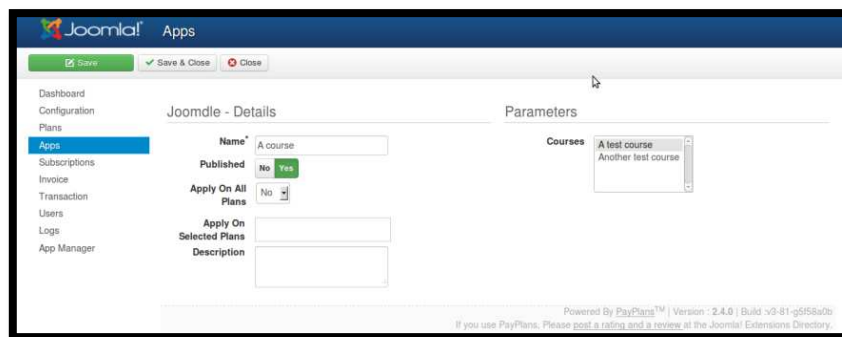 Joomla! Apps
Save Save & Close Close
Dashboard
Configuration
Plans
Apps
Subscriptions
Invoice
Transaction
Users
Logs
App Manager
Joomdle - Details
Name* A course
Published No Yes
Apply On All Plans No
Apply On Selected Plans
Description
Parameters
Courses A test course
Another test course
Powered By PayPlans™ | Version : 2.4.0 | Build :v3-81-g5f58a0b
If you use PayPlans, Please post a rating and a review at the Joomla! Extensions Directory.